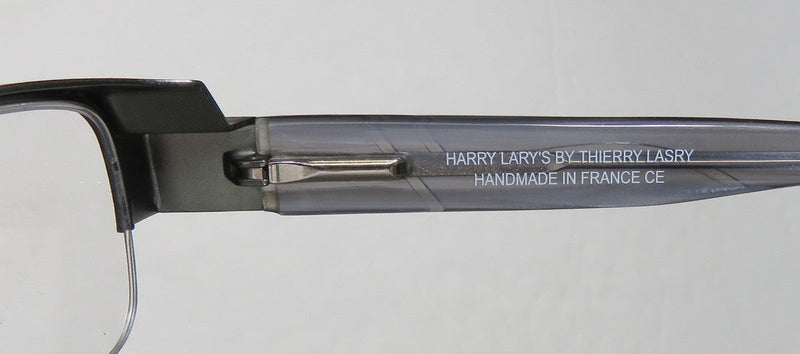 HARRY LARY'S BY THIERRY LASRY
HANDMADE IN FRANCE CE